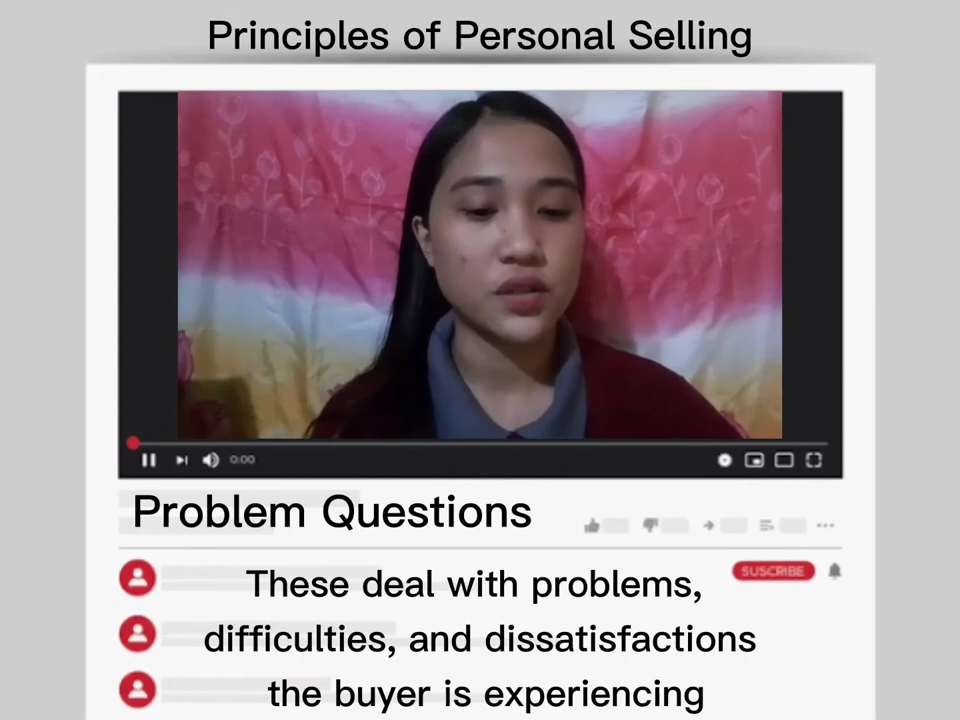 Principles of Personal Selling
0:00
Problem Questions
SUSCRIBE
These deal with problems,
difficulties, and dissatisfactions
the buyer is experiencing